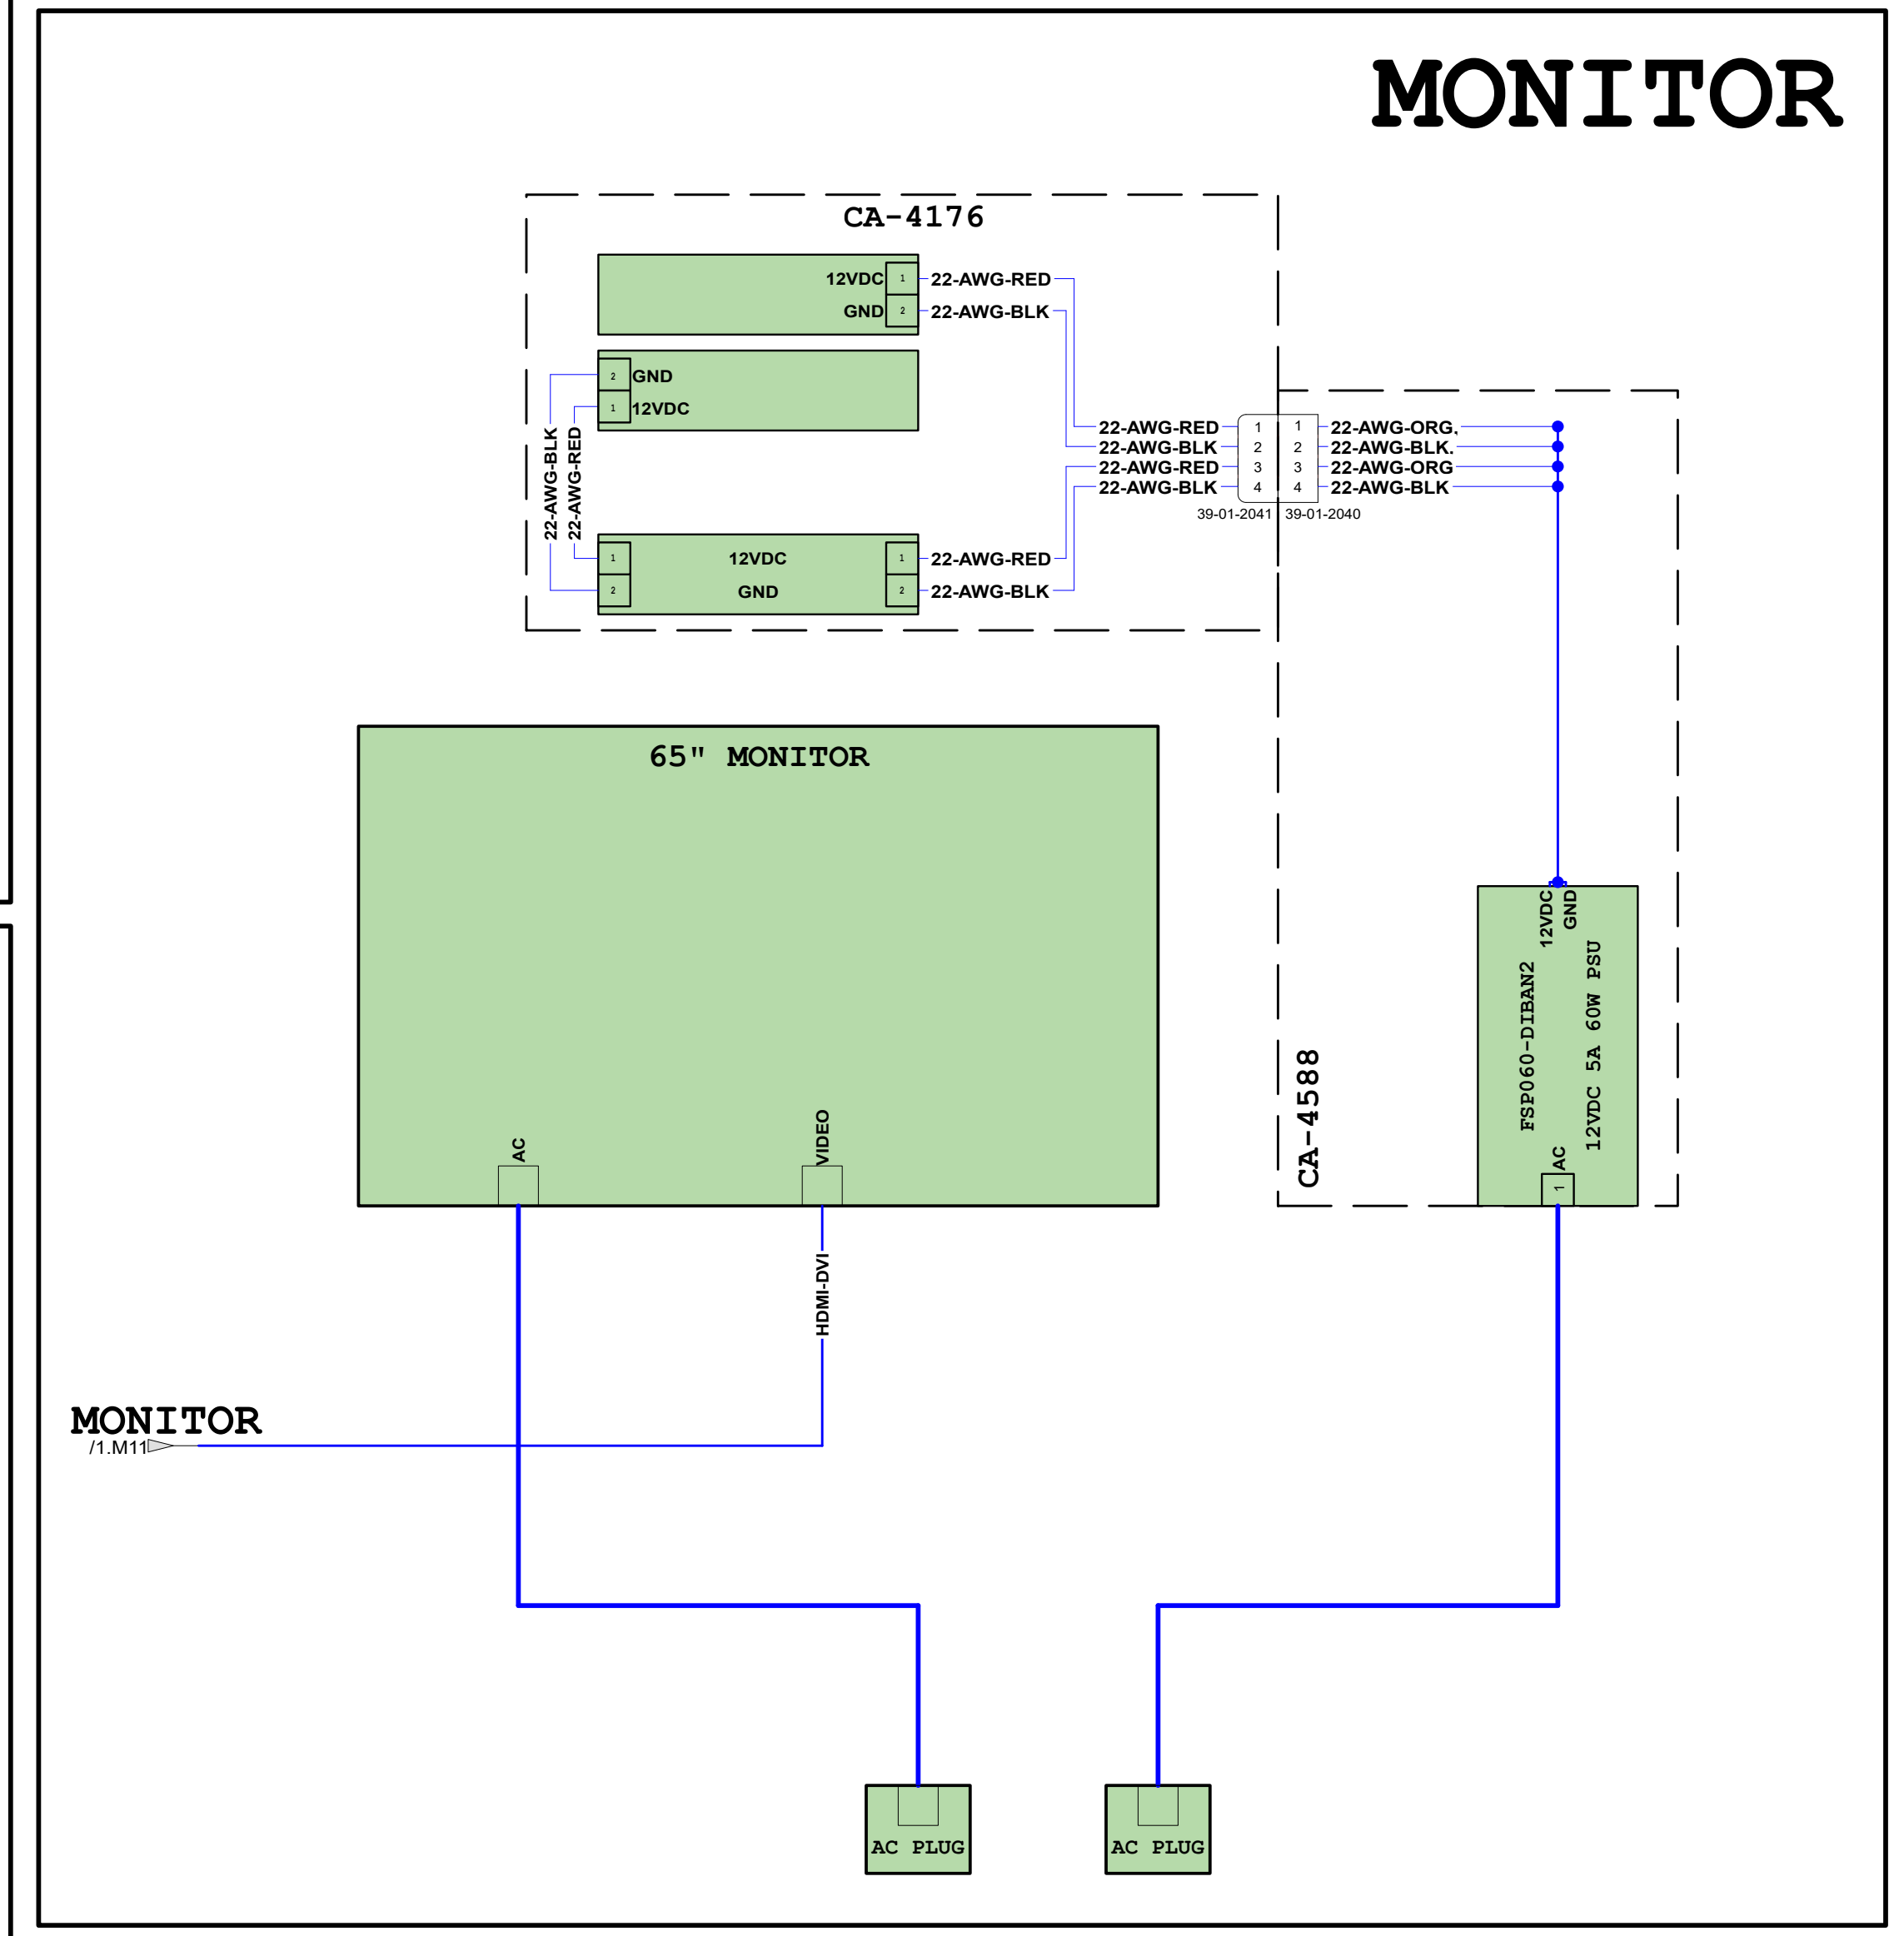 MONITOR
CA-4176
12VDC 1 22-AWG-RED
GND 2 22-AWG-BLK
2 GND
1 12VDC
22-AWG-BLK
22-AWG-RED
22-AWG-RED 1 1 22-AWG-ORG.
22-AWG-BLK 2 2 22-AWG-BLK.
22-AWG-RED 3 3 22-AWG-ORG
22-AWG-BLK 4 4 22-AWG-BLK
39-01-2041 39-01-2040
1 12VDC 1 22-AWG-RED
2 GND 2 22-AWG-BLK
65" MONITOR
AC
VIDEO
HDMI-DVI
CA-4588
12VDC
GND
FSP060-DIBAN2
12VDC 5A 60W PSU
AC
1
MONITOR
/1.M11
AC PLUG
AC PLUG